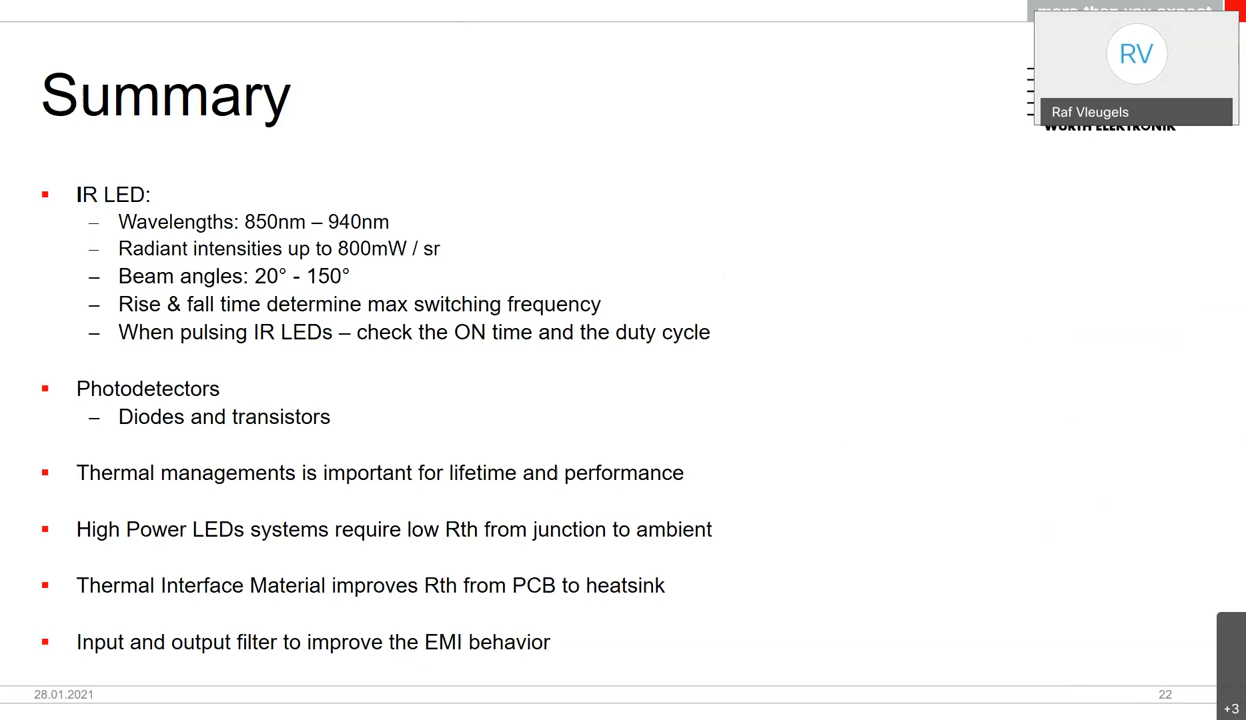 more than you expect
RV
Raf Vleugels
WÜRTH ELEKTRONIK
Summary
▪ IR LED:
– Wavelengths: 850nm – 940nm
– Radiant intensities up to 800mW / sr
– Beam angles: 20° - 150°
– Rise & fall time determine max switching frequency
– When pulsing IR LEDs – check the ON time and the duty cycle
▪ Photodetectors
– Diodes and transistors
▪ Thermal managements is important for lifetime and performance
▪ High Power LEDs systems require low Rth from junction to ambient
▪ Thermal Interface Material improves Rth from PCB to heatsink
▪ Input and output filter to improve the EMI behavior
28.01.2021
22
+3